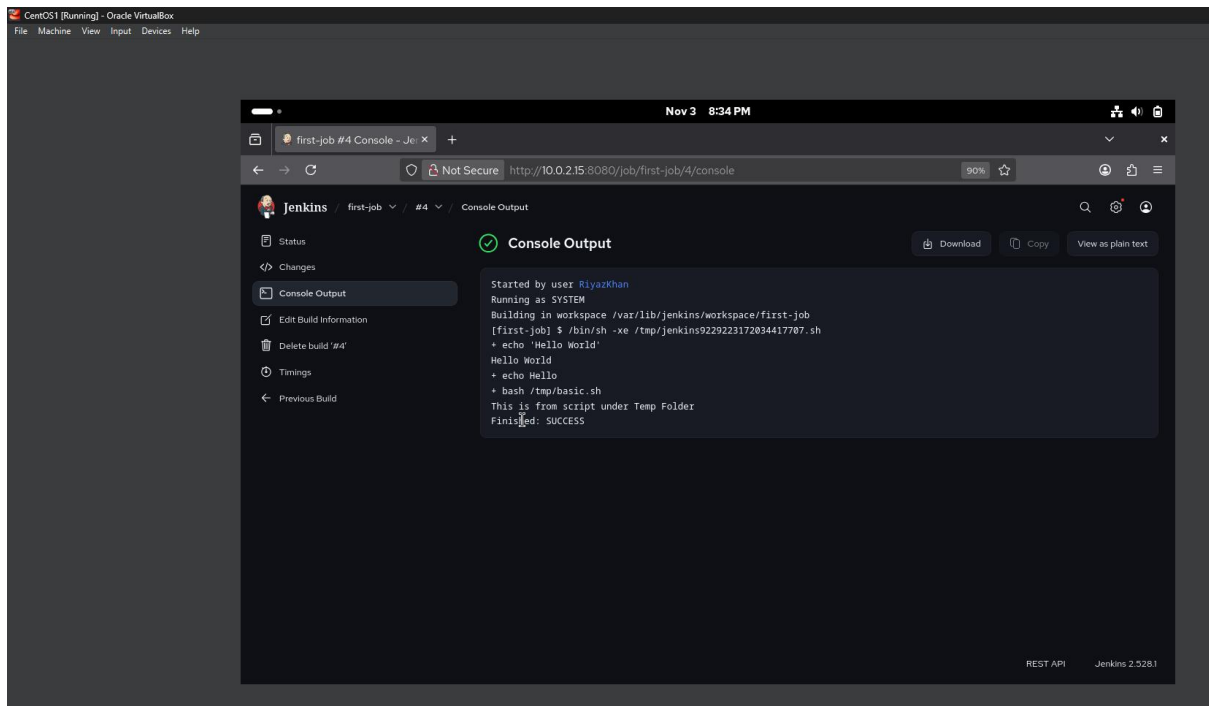 CentOS1 [Running] - Oracle VirtualBox
File Machine View Input Devices Help
Nov 3 8:34 PM
first-job #4 Console - Je
Not Secure http://10.0.2.15:8080/job/first-job/4/console 90%
Jenkins / first-job / #4 / Console Output
Status
Changes
Console Output
Edit Build Information
Delete build '#4'
Timings
Previous Build
Console Output
Download
Copy
View as plain text
Started by user RiyazKhan
Running as SYSTEM
Building in workspace /var/lib/jenkins/workspace/first-job
[first-job] $ /bin/sh -xe /tmp/jenkins9229223172034417707.sh
+ echo 'Hello World'
Hello World
+ echo Hello
+ bash /tmp/basic.sh
This is from script under Temp Folder
Finished: SUCCESS
REST API Jenkins 2.528.1